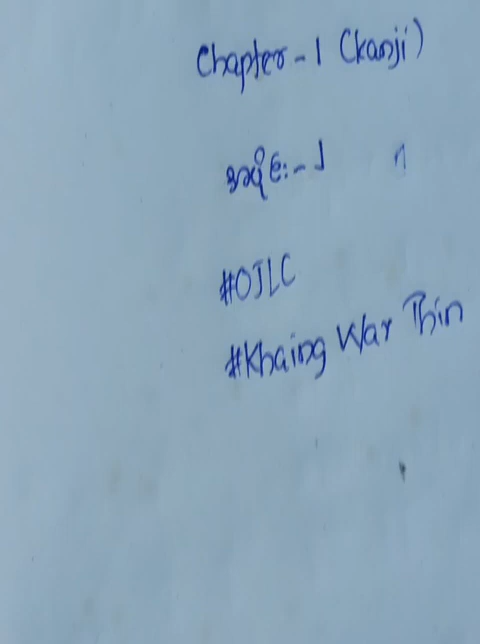 Chapter - 1 (Kanji)
အပိုင်း - ၂
#OJLC
#Khaing War Thin